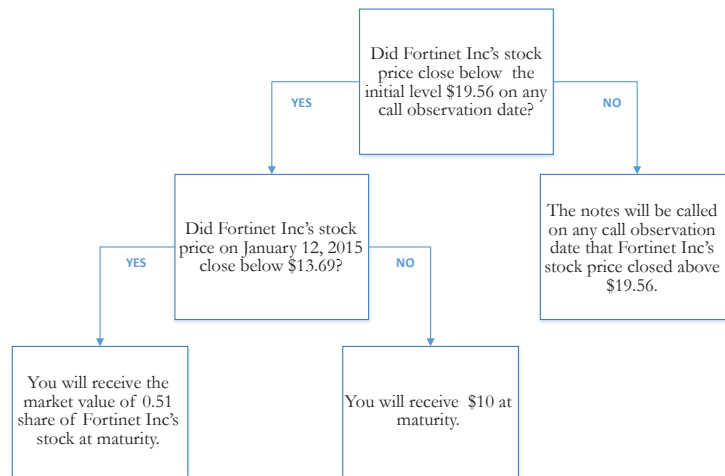 Did Fortinet Inc's stock
price close below the
initial level $19.56 on any
call observation date?
YES
NO
Did Fortinet Inc's stock
price on January 12, 2015
close below $13.69?
The notes will be called
on any call observation
date that Fortinet Inc's
stock price closed above
$19.56.
YES
NO
You will receive the
market value of 0.51
share of Fortinet Inc's
stock at maturity.
You will receive $10 at
maturity.